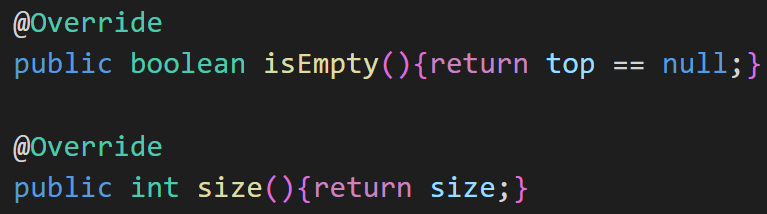 @Override
public boolean isEmpty(){return top == null;}
@Override
public int size(){return size;}